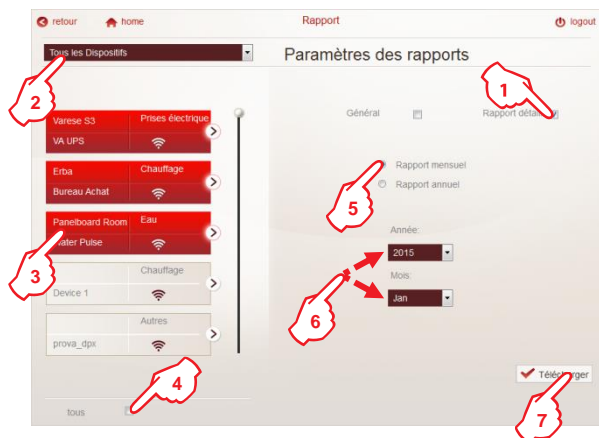 retour home Rapport logout
Tous les Dispositifs
Paramètres des rapports
1
2
Varese S3 Prises électrique
VA UPS
Général Rapport détail
Erba Chauffage
Bureau Achat
Rapport mensuel
Rapport annuel
5
Panelboard Room Eau
Water Pulse
Année:
2015
3
Chauffage
Device 1
Mois:
Jan
6
Autres
prova_dpx
4
Télécharger
tous
7